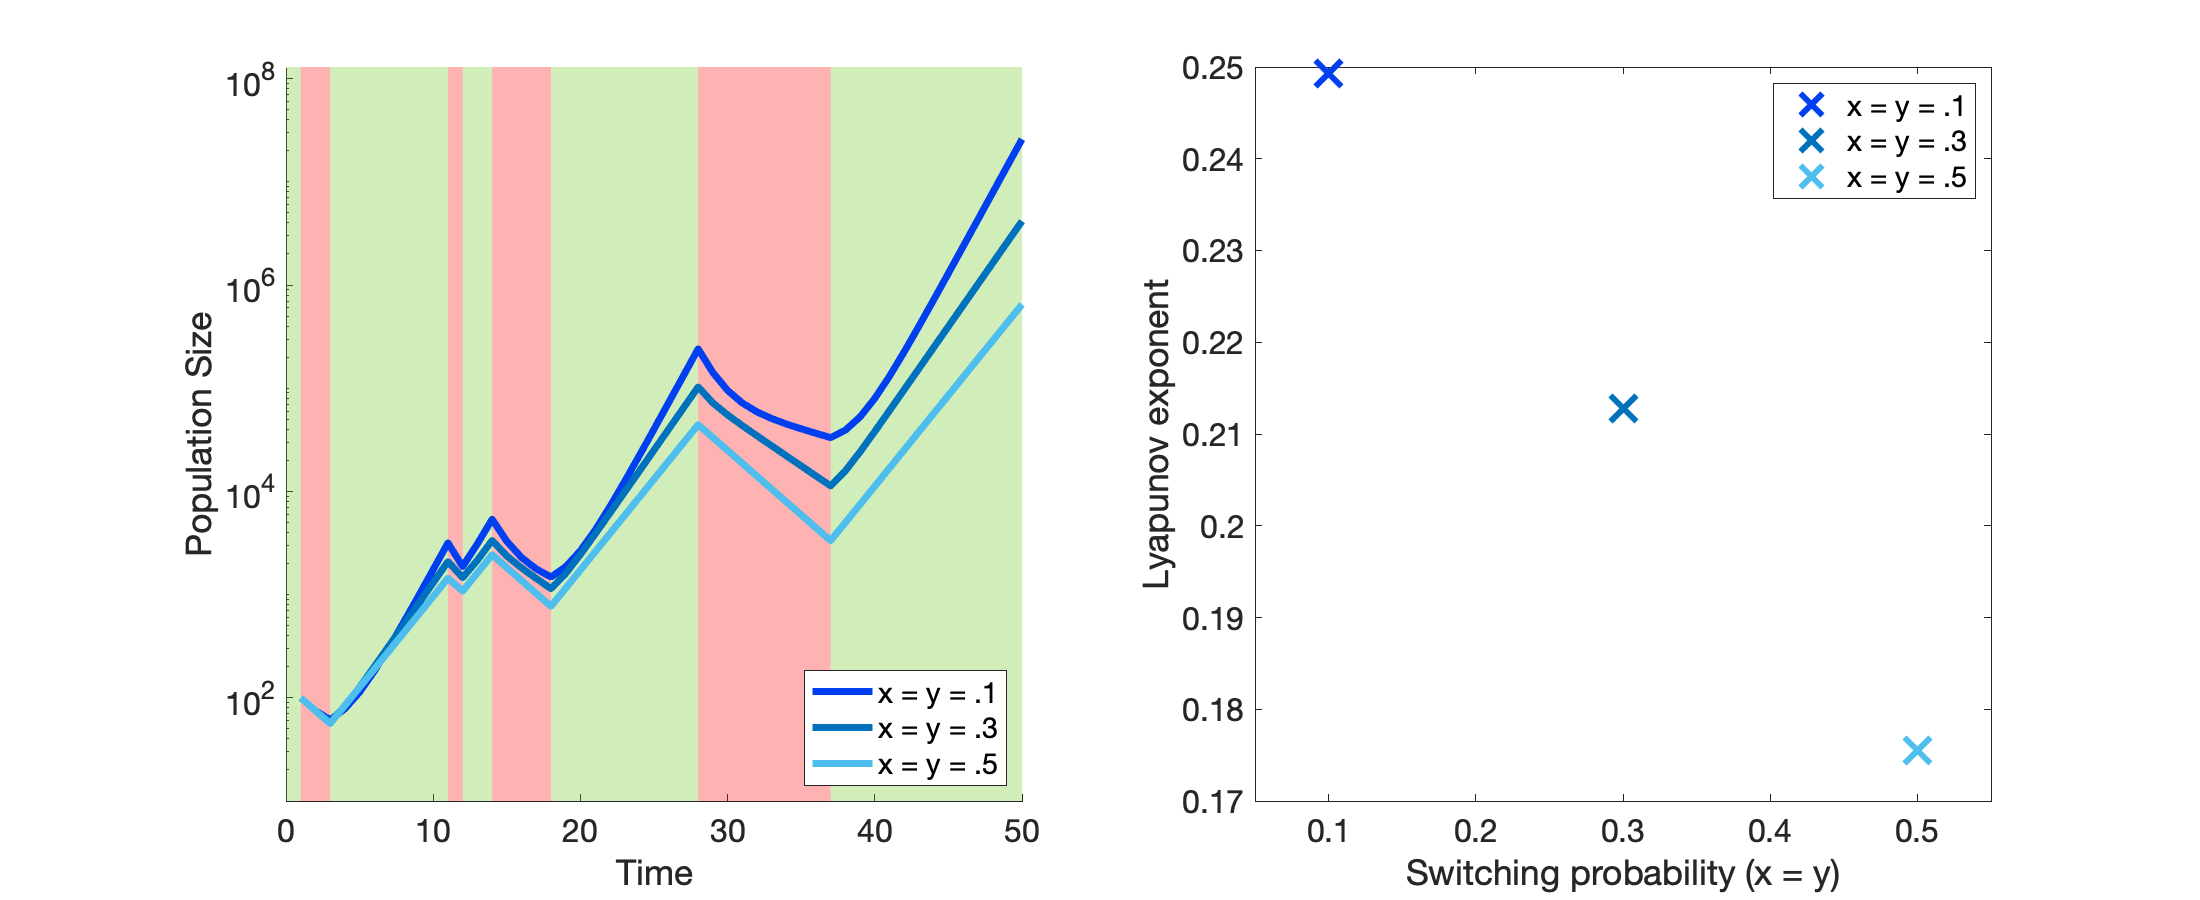 10^8
10^6
10^4
10^2
Population Size
0 10 20 30 40 50
Time
x = y = .1
x = y = .3
x = y = .5
0.25
0.24
0.23
0.22
0.21
0.2
0.19
0.18
0.17
Lyapunov exponent
0.1 0.2 0.3 0.4 0.5
Switching probability (x = y)
x = y = .1
x = y = .3
x = y = .5